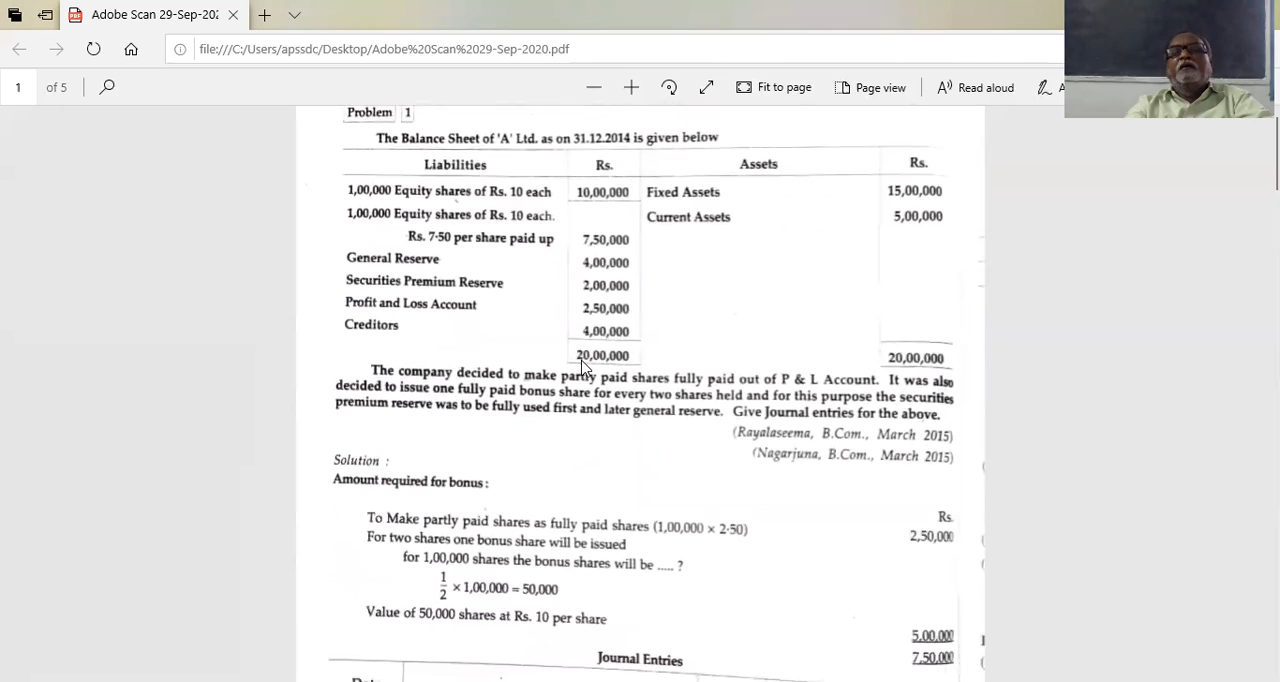 Adobe Scan 29-Sep-202
file:///C:/Users/apssdc/Desktop/Adobe%20Scan%2029-Sep-2020.pdf
1 of 5 Fit to page Page view Read aloud
Problem 1
The Balance Sheet of 'A' Ltd. as on 31.12.2014 is given below
Liabilities Rs. Assets Rs.
1,00,000 Equity shares of Rs. 10 each 10,00,000 Fixed Assets 15,00,000
1,00,000 Equity shares of Rs. 10 each. Current Assets 5,00,000
Rs. 7·50 per share paid up 7,50,000
General Reserve 4,00,000
Securities Premium Reserve 2,00,000
Profit and Loss Account 2,50,000
Creditors 4,00,000
20,00,000 20,00,000
The company decided to make partly paid shares fully paid out of P & L Account. It was also
decided to issue one fully paid bonus share for every two shares held and for this purpose the securities
premium reserve was to be fully used first and later general reserve. Give Journal entries for the above.
(Rayalaseema, B.Com., March 2015)
(Nagarjuna, B.Com., March 2015)
Solution :
Amount required for bonus :
Rs.
To Make partly paid shares as fully paid shares (1,00,000 × 2·50) 2,50,000
For two shares one bonus share will be issued
for 1,00,000 shares the bonus shares will be ..... ?
1/2 × 1,00,000 = 50,000
Value of 50,000 shares at Rs. 10 per share 5,00,000
7,50,000
Journal Entries